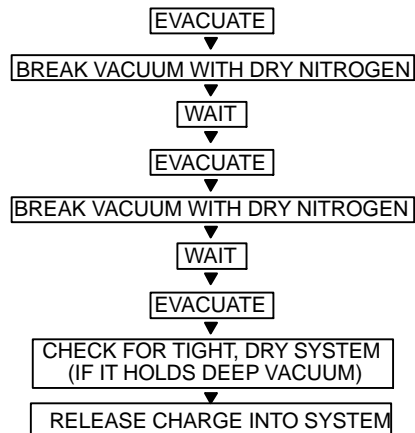 EVACUATE
BREAK VACUUM WITH DRY NITROGEN
WAIT
EVACUATE
BREAK VACUUM WITH DRY NITROGEN
WAIT
EVACUATE
CHECK FOR TIGHT, DRY SYSTEM
(IF IT HOLDS DEEP VACUUM)
RELEASE CHARGE INTO SYSTEM